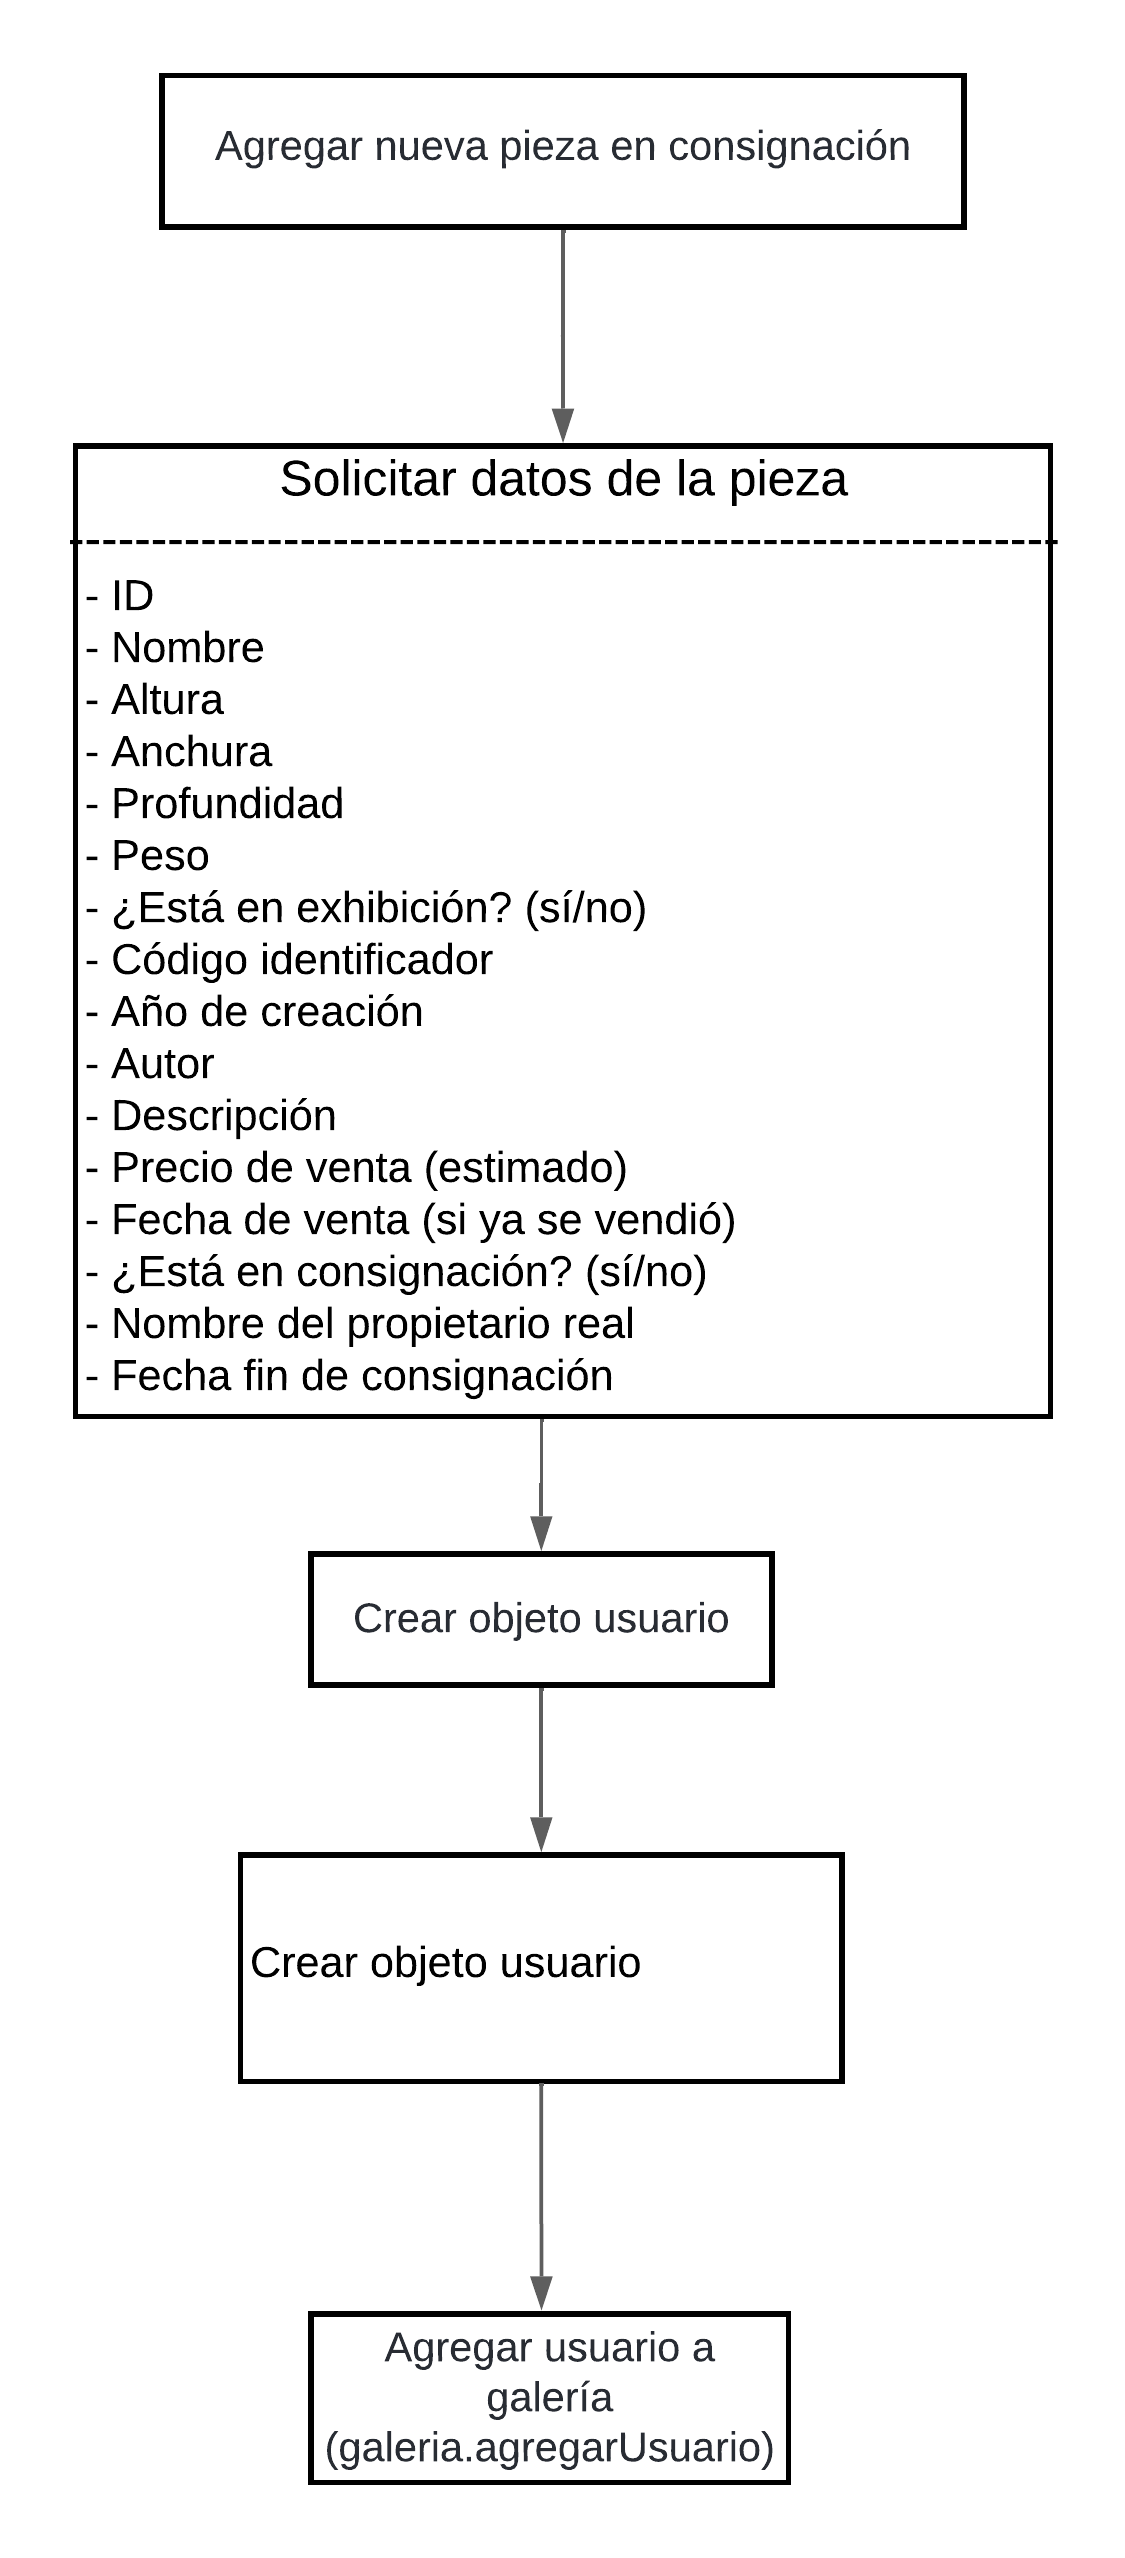 Agregar nueva pieza en consignación
Solicitar datos de la pieza
- ID
- Nombre
- Altura
- Anchura
- Profundidad
- Peso
- ¿Está en exhibición? (sí/no)
- Código identificador
- Año de creación
- Autor
- Descripción
- Precio de venta (estimado)
- Fecha de venta (si ya se vendió)
- ¿Está en consignación? (sí/no)
- Nombre del propietario real
- Fecha fin de consignación
Crear objeto usuario
Crear objeto usuario
Agregar usuario a
galería
(galeria.agregarUsuario)